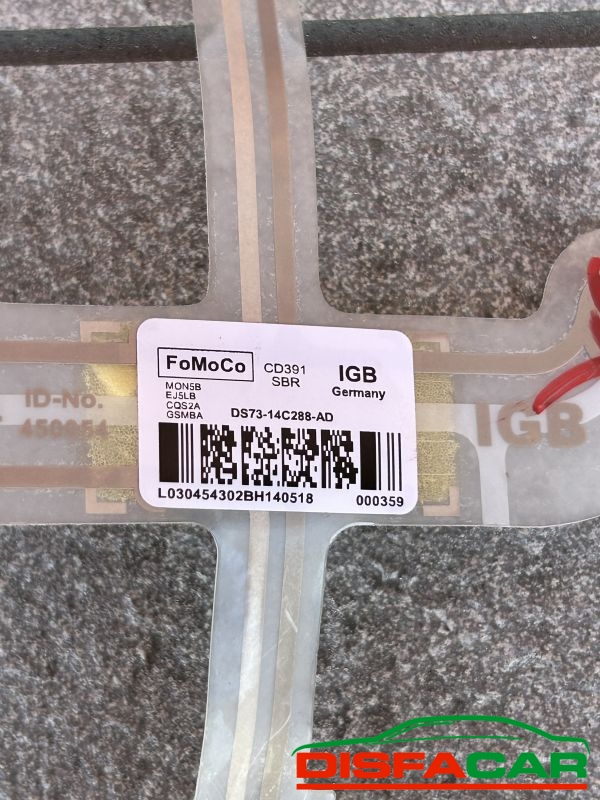 FoMoCo
CD391
SBR
IGB
Germany
MON5B
EJ5LB
CQS2A
GSMBA
DS73-14C288-AD
L030454302BH140518
000359
ID-No.
IGB
DISFACAR